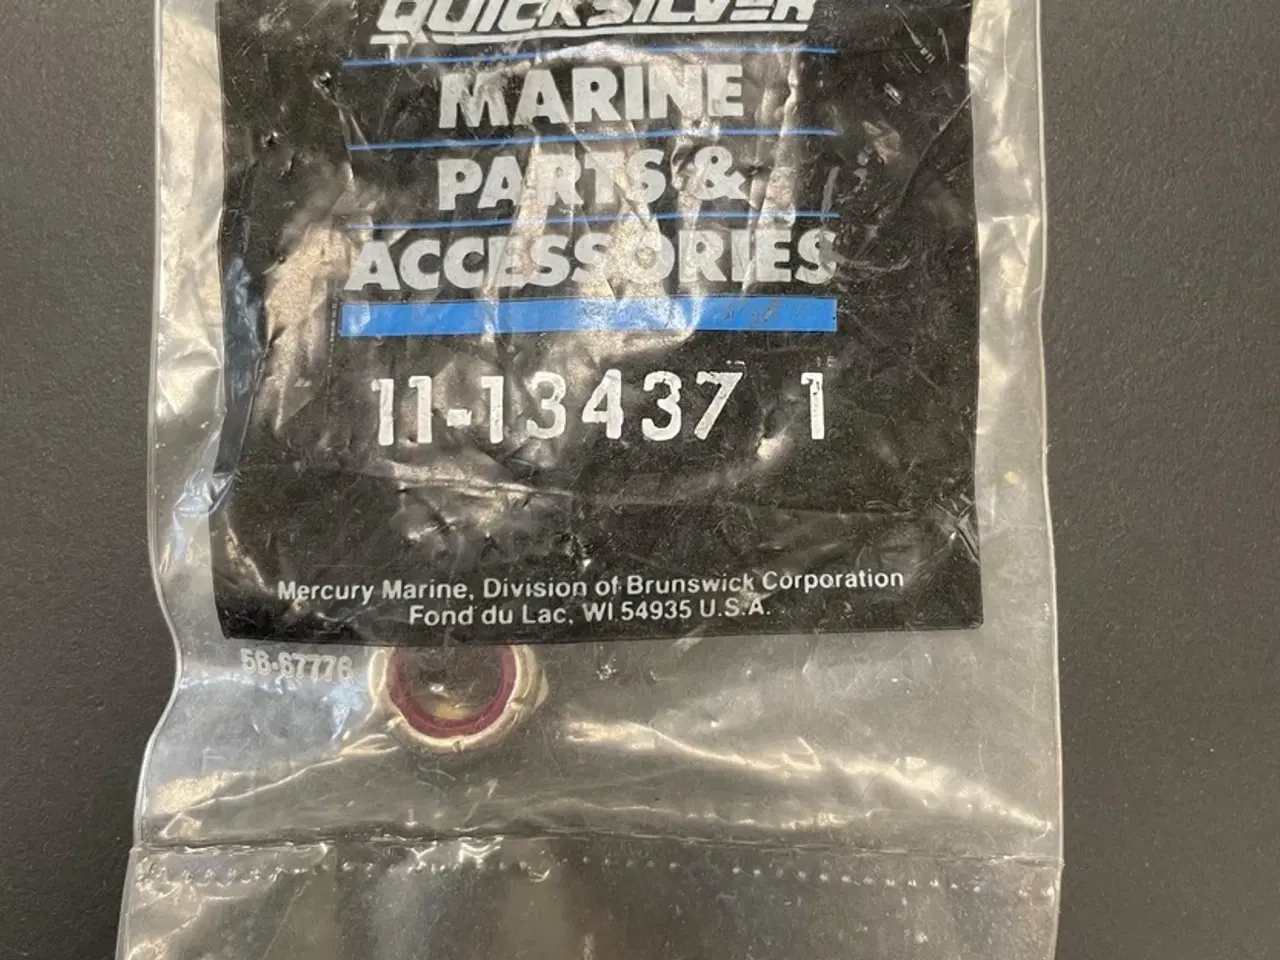 QUICKSILVER
MARINE
PARTS &
ACCESSORIES
11-13437 1
Mercury Marine, Division of Brunswick Corporation
Fond du Lac, WI 54935 U.S.A.
56-67776